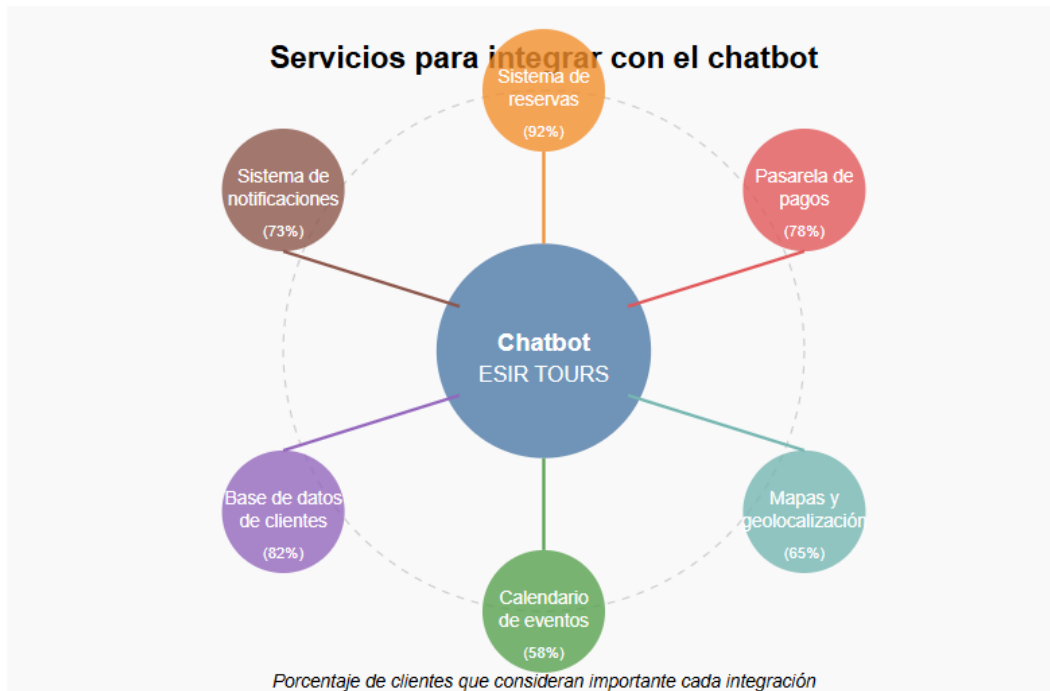 Servicios para integrar con el chatbot
Sistema de
reservas
(92%)
Sistema de
notificaciones
(73%)
Pasarela de
pagos
(78%)
Chatbot
ESIR TOURS
Base de datos
de clientes
(82%)
Mapas y
geolocalización
(65%)
Calendario
de eventos
(58%)
Porcentaje de clientes que consideran importante cada integración